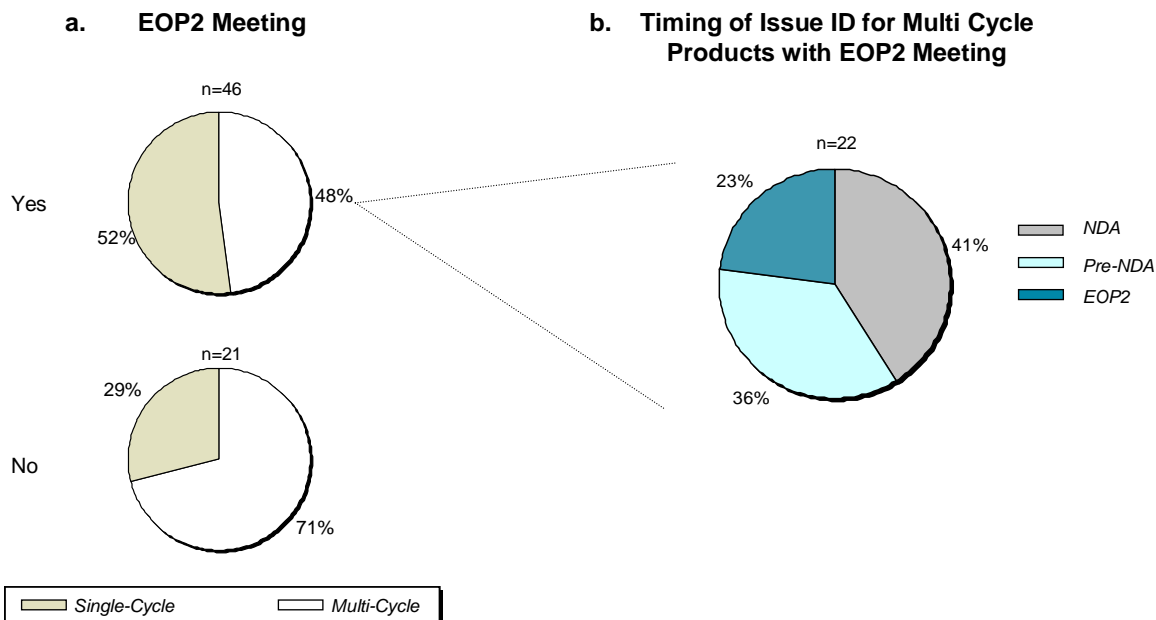 a. EOP2 Meeting
b. Timing of Issue ID for Multi Cycle
Products with EOP2 Meeting
n=46
Yes
48%
52%
n=21
29%
No
71%
n=22
23%
41%
36%
NDA
Pre-NDA
EOP2
Single-Cycle Multi-Cycle